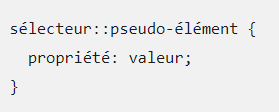 sélecteur::pseudo-élément {
  propriété: valeur;
}